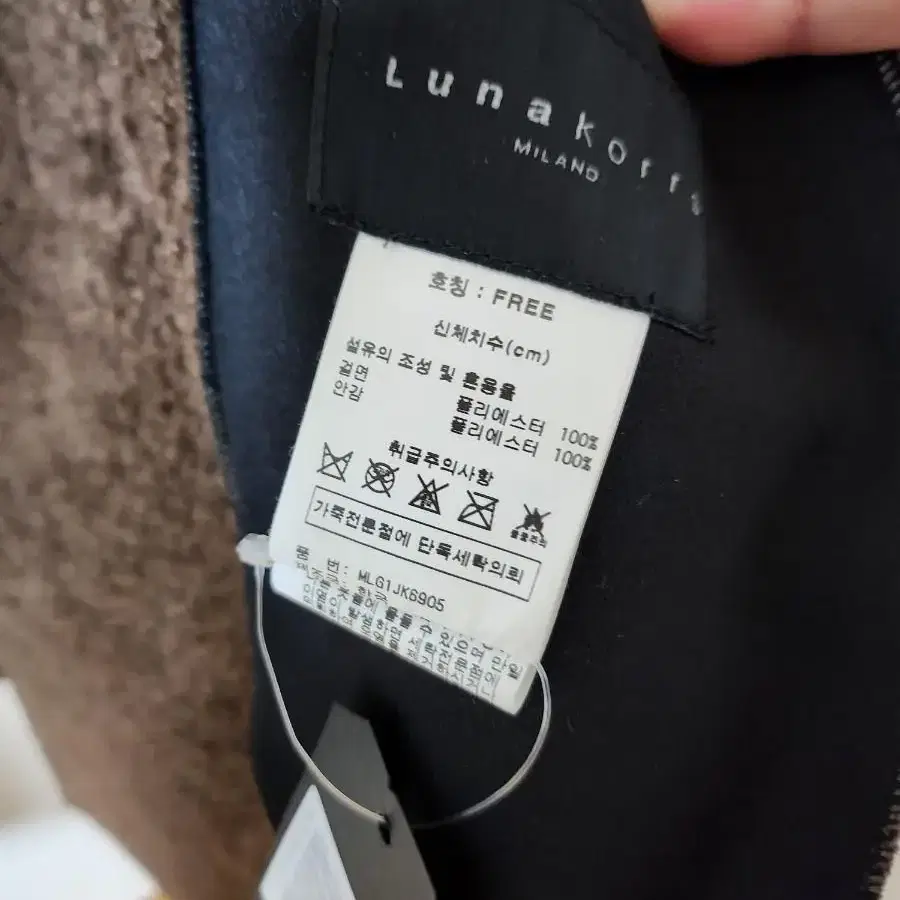 Lunakorr
MILANO
호칭 : FREE
신체치수(cm)
섬유의 조성 및 혼용율
겉면 폴리에스터 100%
안감 폴리에스터 100%
취급주의사항
가죽전문점에 단독세탁의뢰
품 번: MLG1JK6905